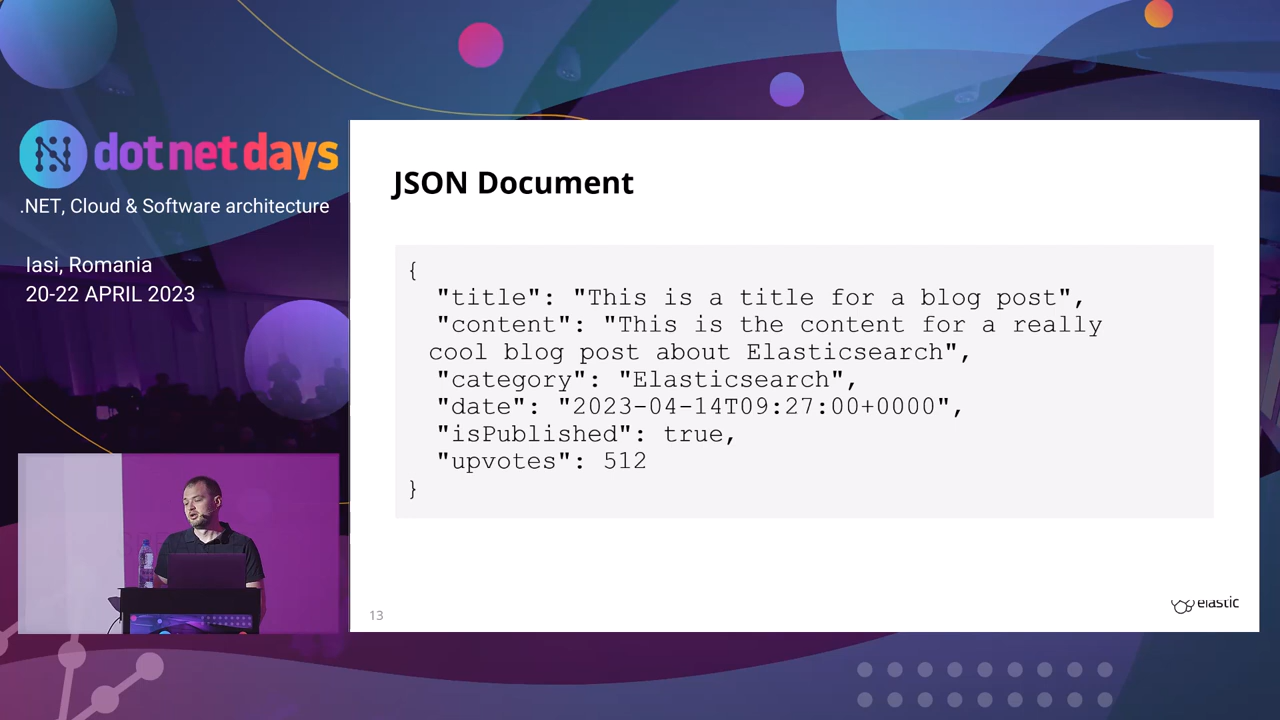 dotnetdays
.NET, Cloud & Software architecture
Iasi, Romania
20-22 APRIL 2023
JSON Document
{
"title": "This is a title for a blog post",
"content": "This is the content for a really
cool blog post about Elasticsearch",
"category": "Elasticsearch",
"date": "2023-04-14T09:27:00+0000",
"isPublished": true,
"upvotes": 512
}
13
elastic